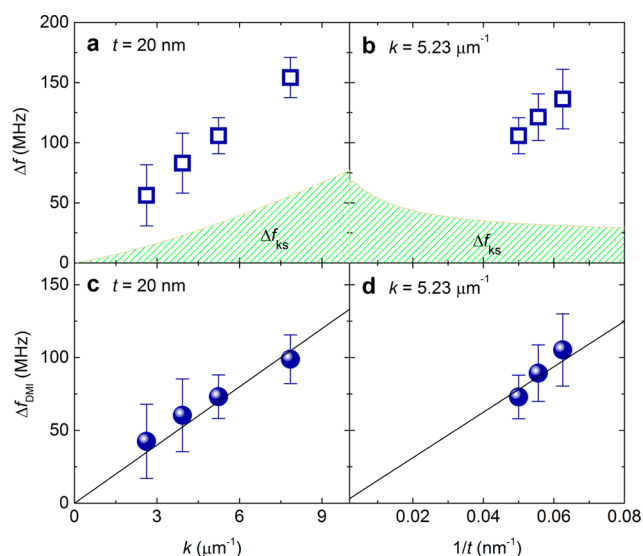 200
150
100
50
0
Δf (MHz)
a t = 20 nm
b k = 5.23 μm⁻¹
Δf_ks
Δf_ks
150
100
50
0
Δf_DMI (MHz)
c t = 20 nm
d k = 5.23 μm⁻¹
3 6 9
0.02 0.04 0.06 0.08
k (μm⁻¹)
1/t (nm⁻¹)